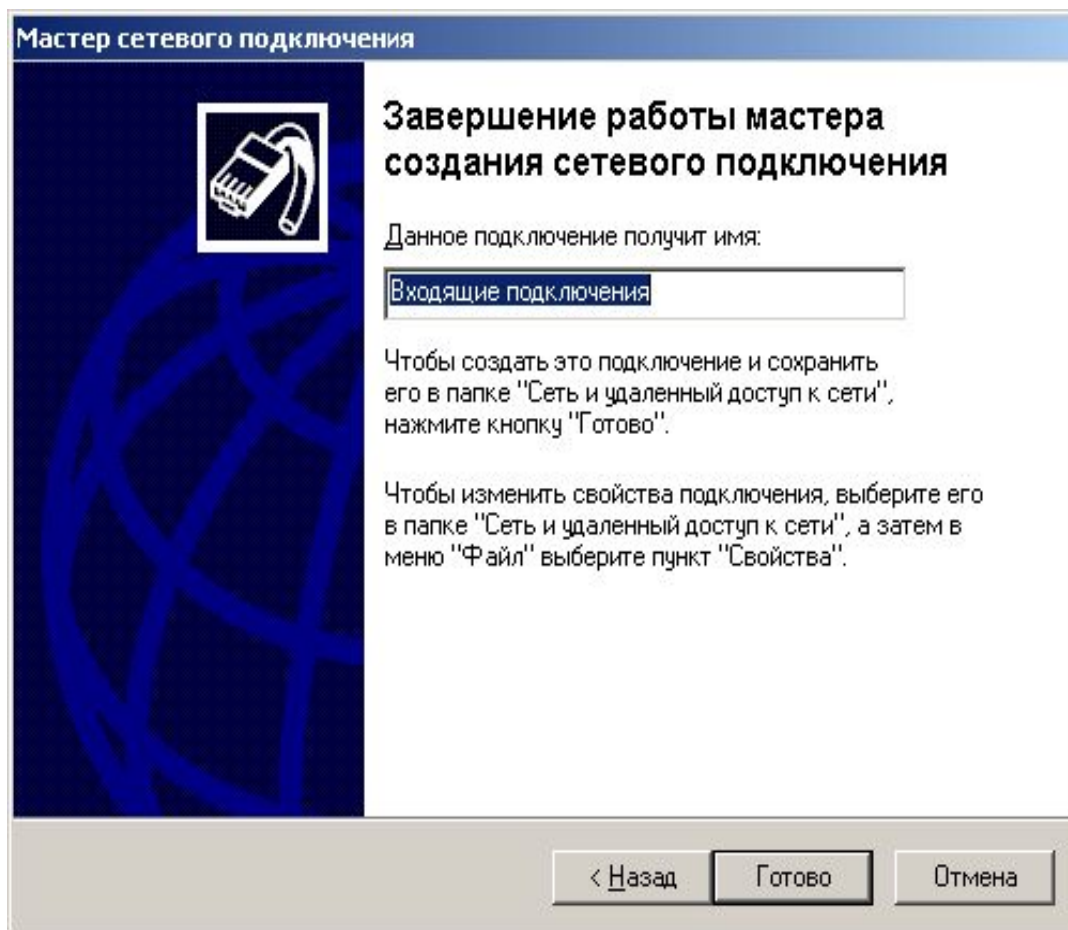 Мастер сетевого подключения
Завершение работы мастера
создания сетевого подключения
Данное подключение получит имя:
Входящие подключения
Чтобы создать это подключение и сохранить
его в папке "Сеть и удаленный доступ к сети",
нажмите кнопку "Готово".
Чтобы изменить свойства подключения, выберите его
в папке "Сеть и удаленный доступ к сети", а затем в
меню "Файл" выберите пункт "Свойства".
< Назад Готово Отмена